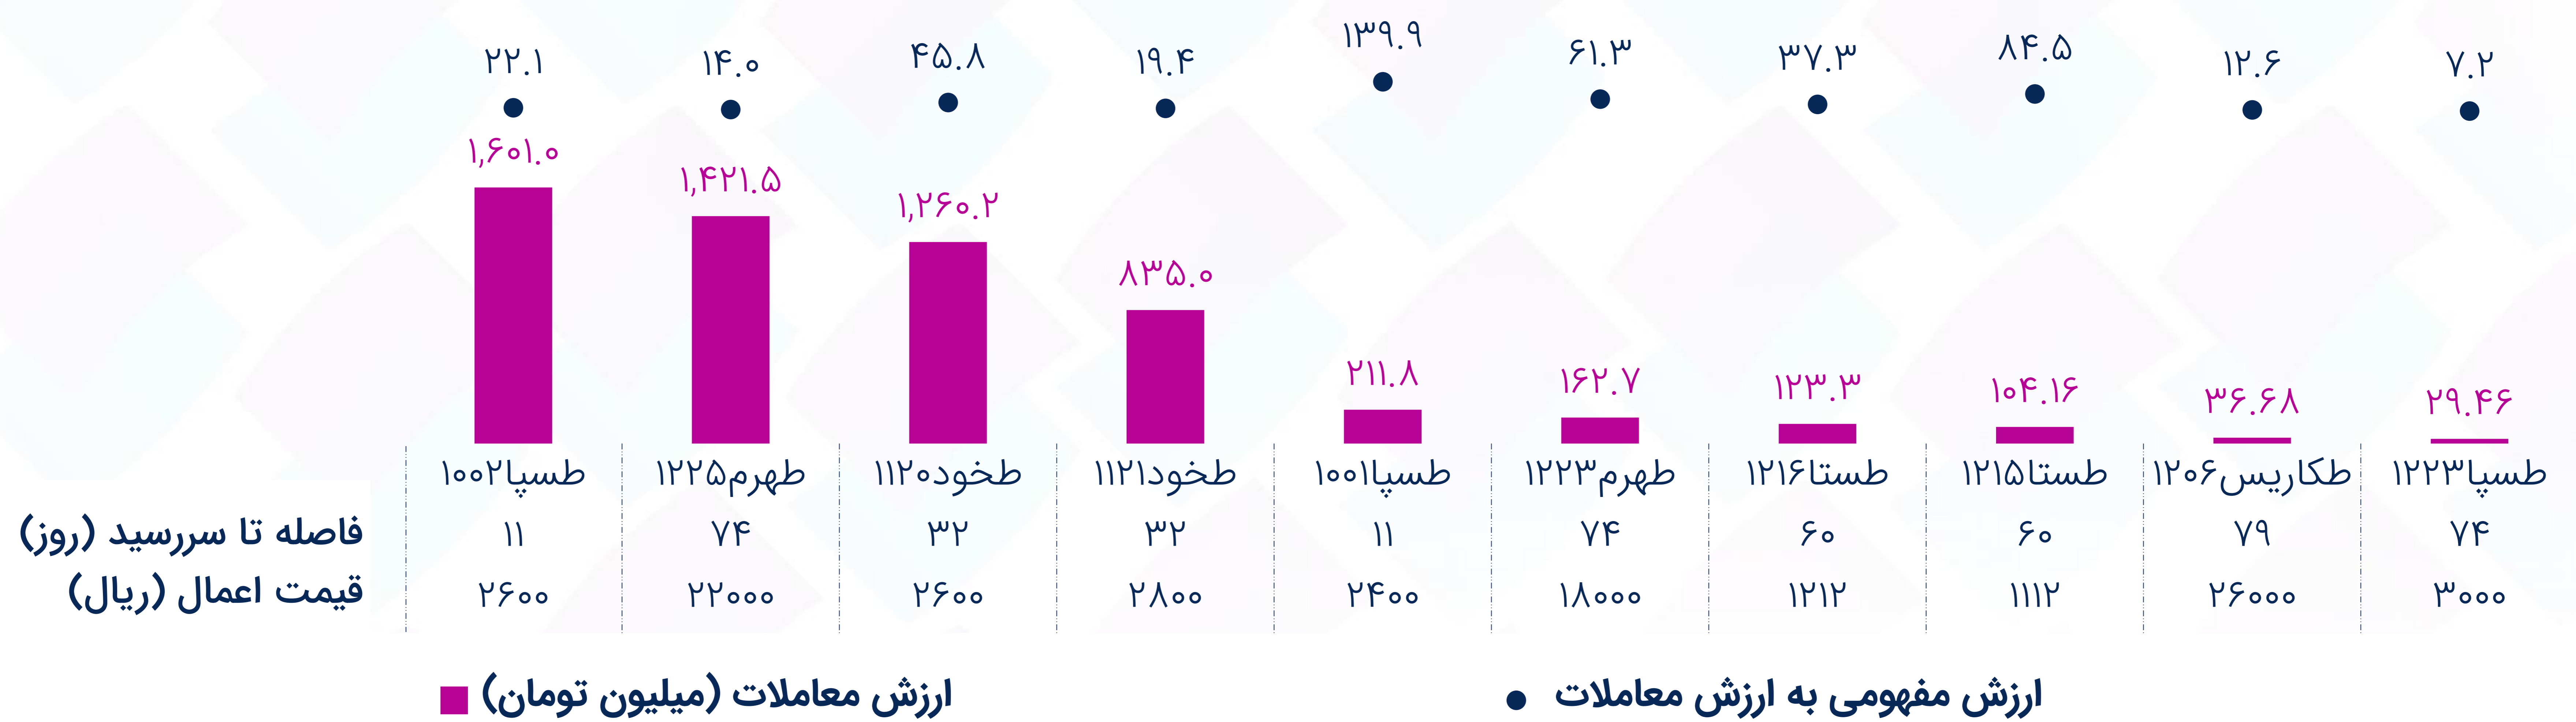 ۲۲.۱ ۱۴.۰ ۴۵.۸ ۱۹.۴ ۱۳۹.۹ ۶۱.۳ ۳۷.۳ ۸۴.۵ ۱۲.۶ ۷.۲
۱,۶۰۱.۰ ۱,۴۲۱.۵ ۱,۲۶۰.۲ ۸۳۵.۰ ۲۱۱.۸ ۱۶۲.۷ ۱۲۳.۳ ۱۰۴.۱۶ ۳۶.۶۸ ۲۹.۴۶
طسپا۱۰۰۲ طهرم۱۲۲۵ طخود۱۱۲۰ طخود۱۱۲۱ طسپا۱۰۰۱ طهرم۱۲۲۳ طستا۱۲۱۶ طستا۱۲۱۵ طکاریس۱۲۰۶ طسپا۱۲۲۳
فاصله تا سررسید (روز) ۱۱ ۷۴ ۳۲ ۳۲ ۱۱ ۷۴ ۶۰ ۶۰ ۷۹ ۷۴
قیمت اعمال (ریال) ۲۶۰۰ ۲۲۰۰۰ ۲۶۰۰ ۲۸۰۰ ۲۴۰۰ ۱۸۰۰۰ ۱۲۱۲ ۱۱۱۲ ۲۶۰۰۰ ۳۰۰۰
ارزش معاملات (میلیون تومان)
ارزش مفهومی به ارزش معاملات